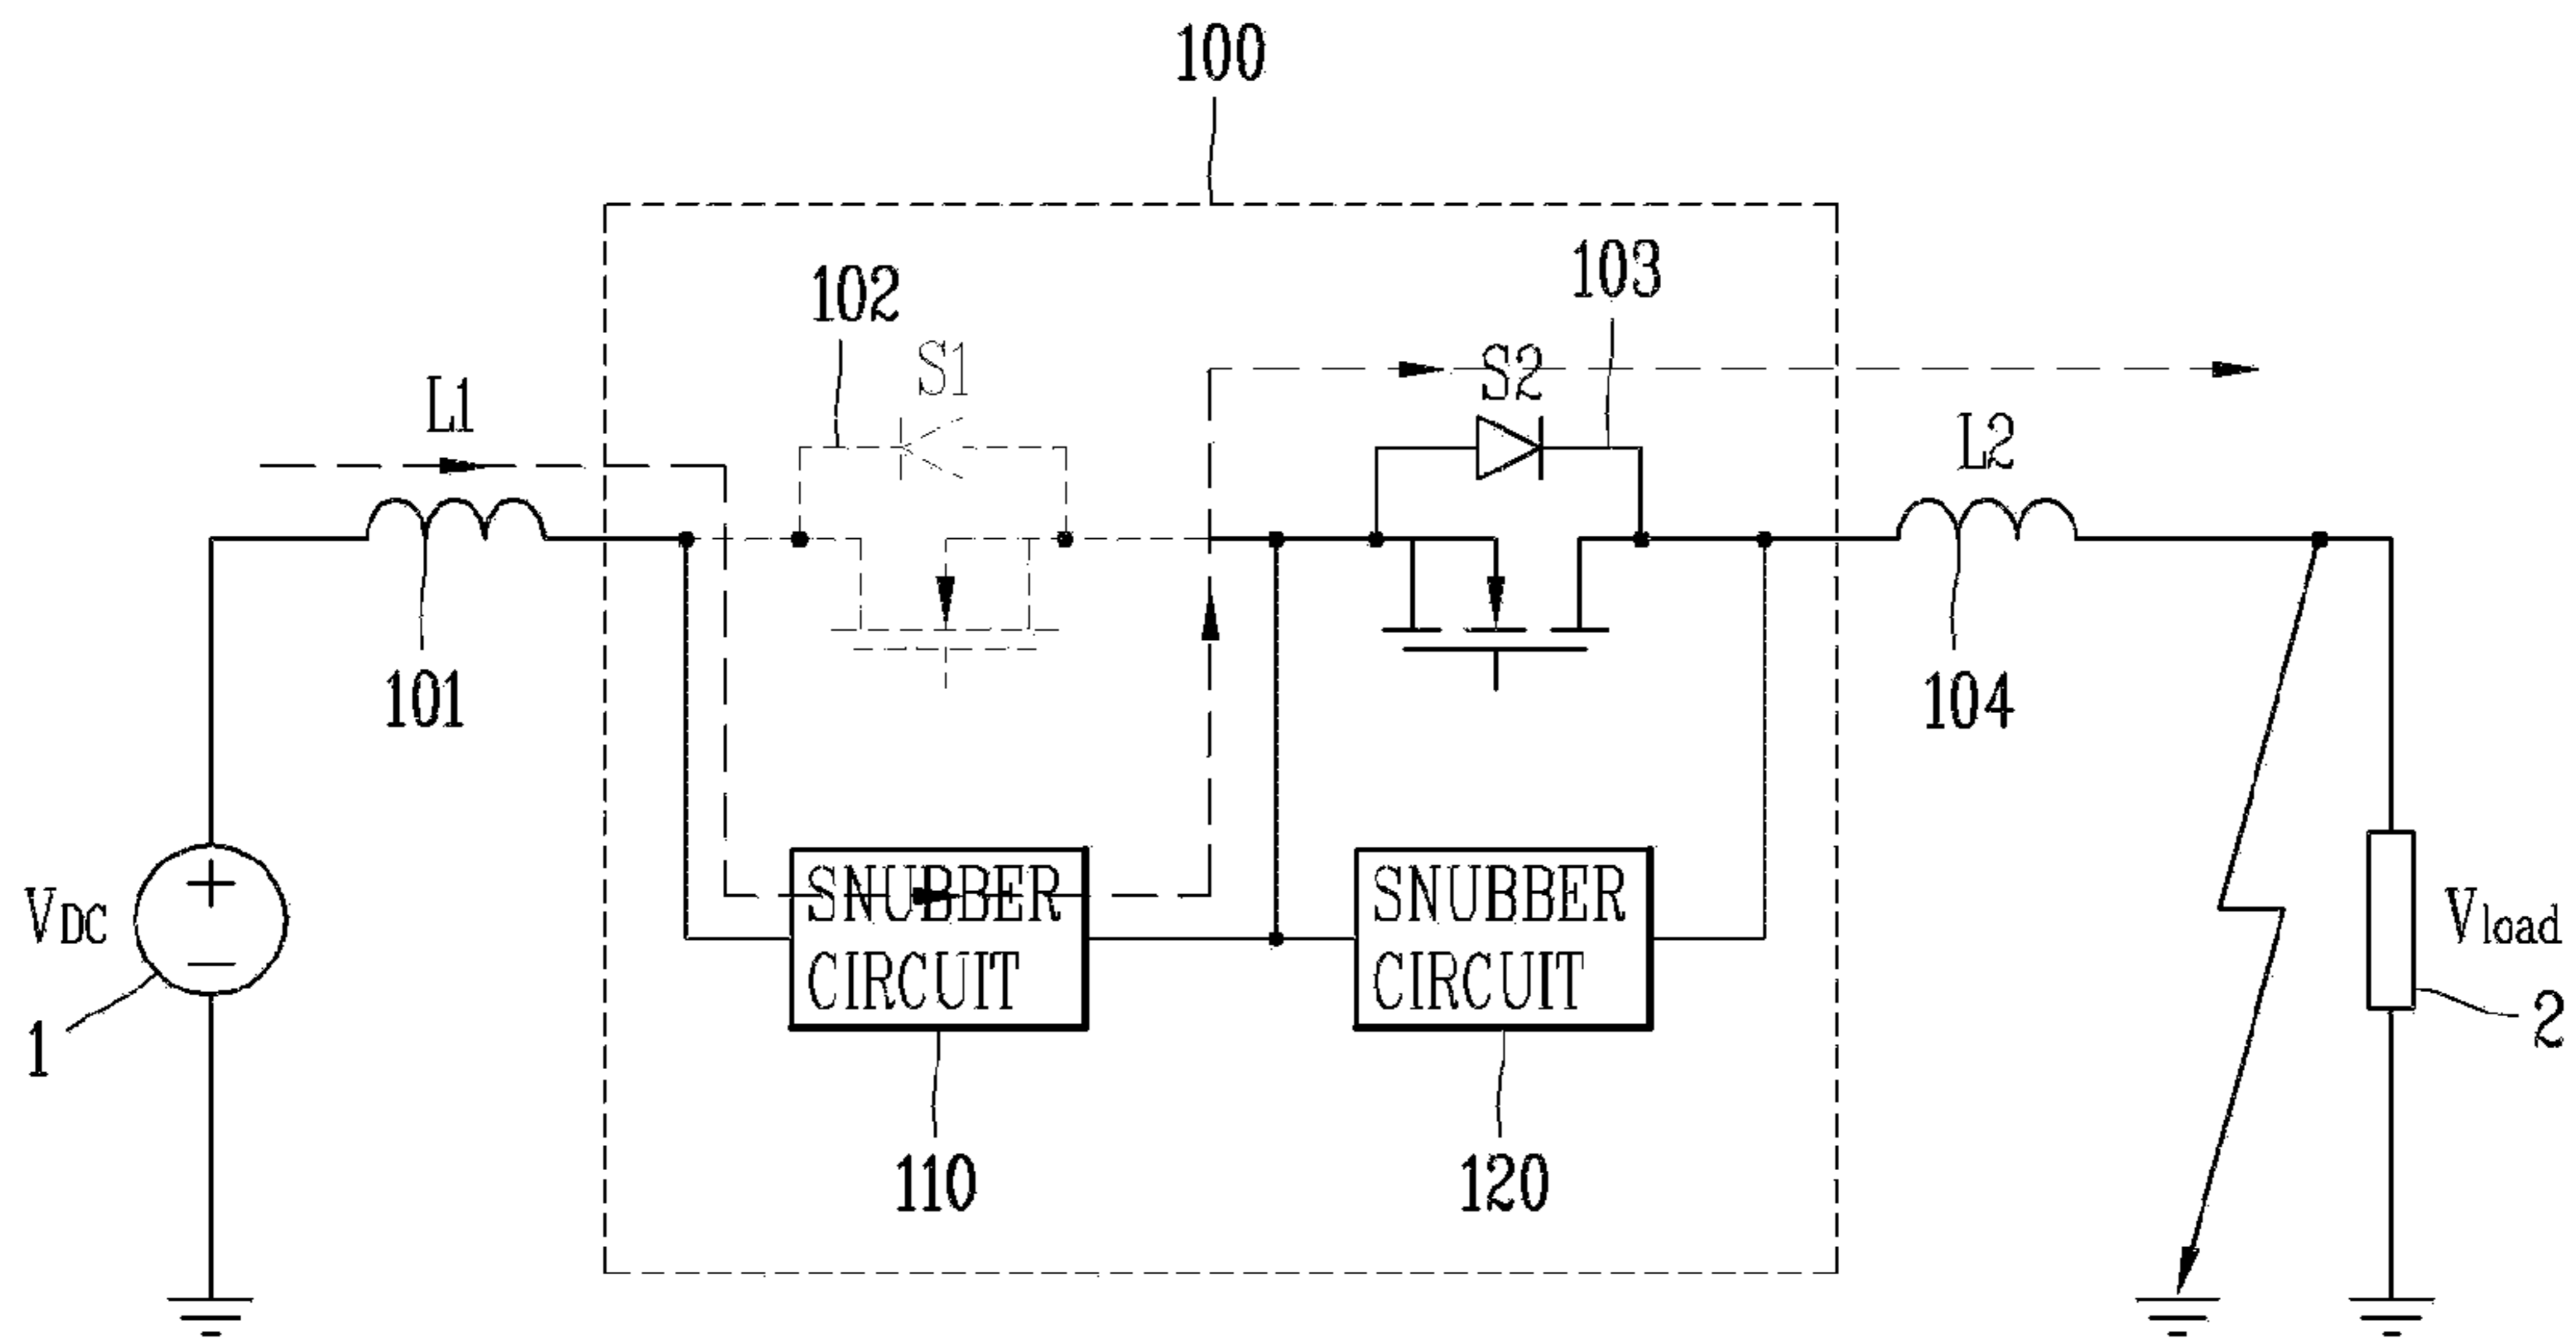 100
102
103
S1
S2
L1
L2
101
104
SNUBBER
CIRCUIT
SNUBBER
CIRCUIT
+
−
VDC
Vload
1
2
110
120